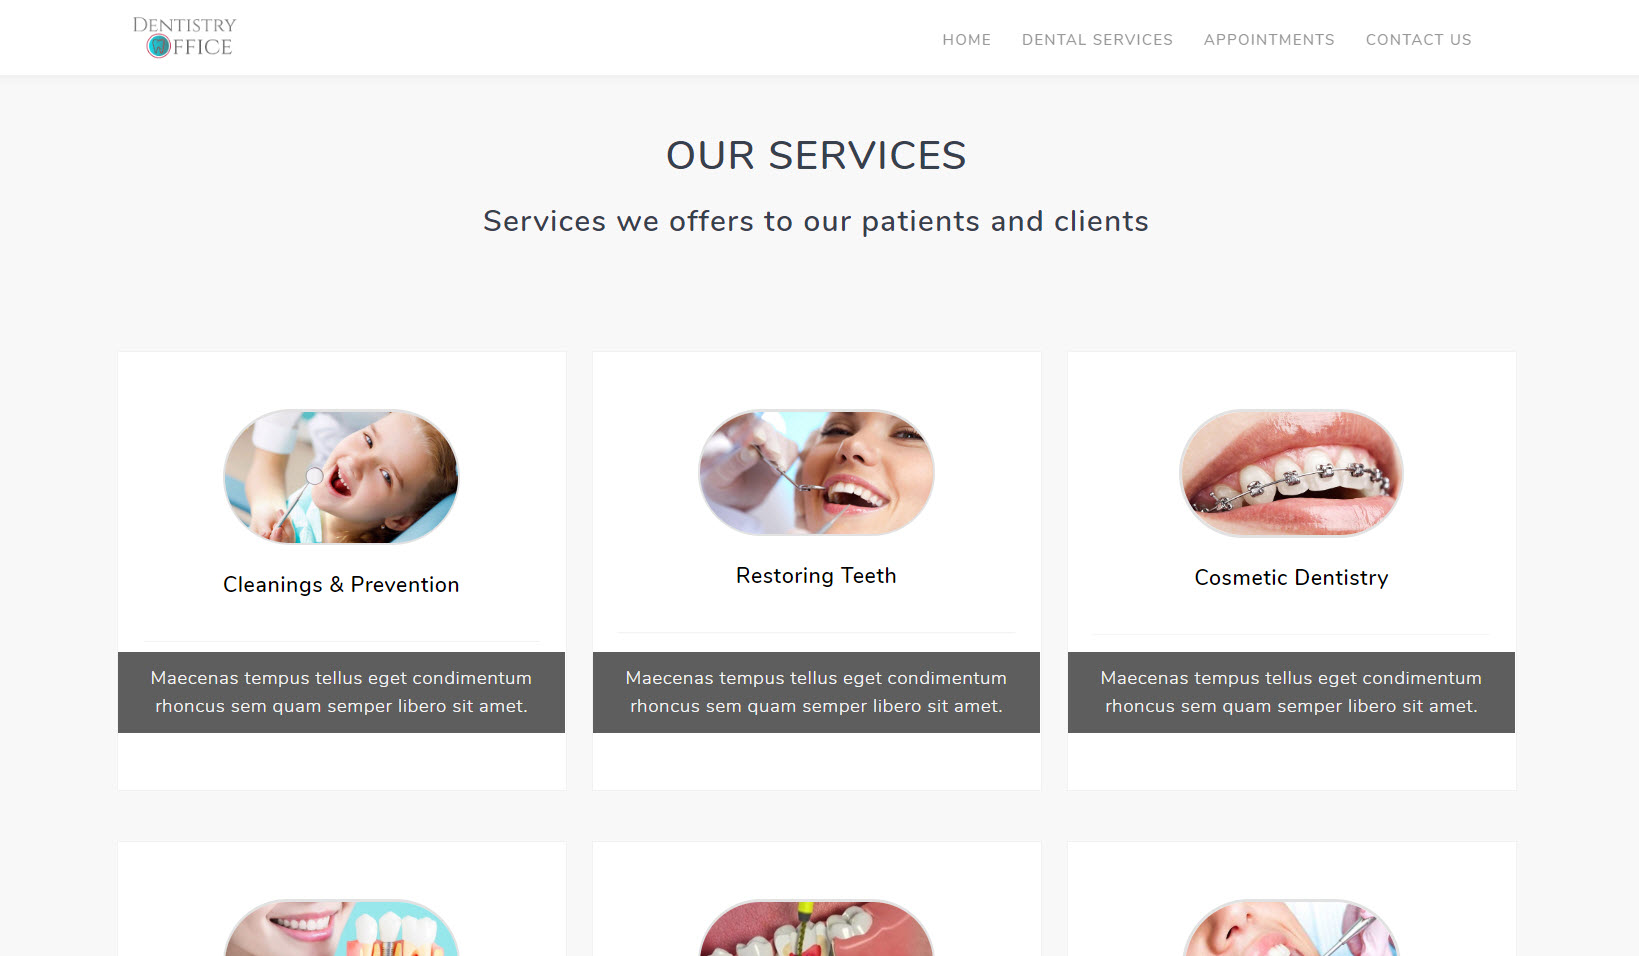 DENTISTRY
OFFICE
HOME DENTAL SERVICES APPOINTMENTS CONTACT US
OUR SERVICES
Services we offers to our patients and clients
Cleanings & Prevention
Restoring Teeth
Cosmetic Dentistry
Maecenas tempus tellus eget condimentum
rhoncus sem quam semper libero sit amet.
Maecenas tempus tellus eget condimentum
rhoncus sem quam semper libero sit amet.
Maecenas tempus tellus eget condimentum
rhoncus sem quam semper libero sit amet.